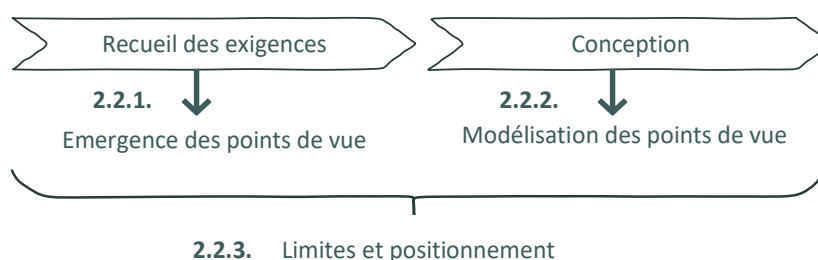 Recueil des exigences
Conception
2.2.1.
2.2.2.
Emergence des points de vue
Modélisation des points de vue
2.2.3. Limites et positionnement